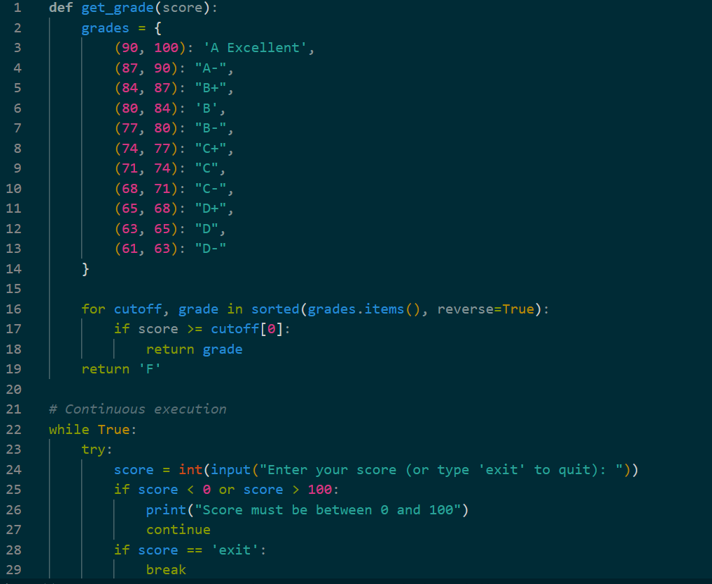 1 def get_grade(score):
2     grades = {
3         (90, 100): 'A Excellent',
4         (87, 90): "A-",
5         (84, 87): "B+",
6         (80, 84): 'B',
7         (77, 80): "B-",
8         (74, 77): "C+",
9         (71, 74): "C",
10         (68, 71): "C-",
11         (65, 68): "D+",
12         (63, 65): "D",
13         (61, 63): "D-"
14     }
15
16     for cutoff, grade in sorted(grades.items(), reverse=True):
17         if score >= cutoff[0]:
18             return grade
19     return 'F'
20
21 # Continuous execution
22 while True:
23     try:
24         score = int(input("Enter your score (or type 'exit' to quit): "))
25         if score < 0 or score > 100:
26             print("Score must be between 0 and 100")
27             continue
28         if score == 'exit':
29             break